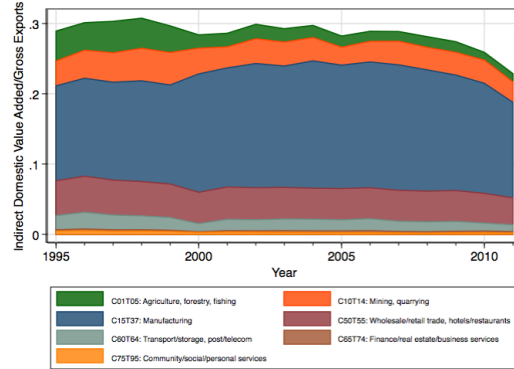 Indirect Domestic Value Added/Gross Exports
.3
.2
.1
0
1995
2000
2005
2010
Year
C01T05: Agriculture, forestry, fishing
C10T14: Mining, quarrying
C15T37: Manufacturing
C50T55: Wholesale/retail trade, hotels/restaurants
C60T64: Transport/storage, post/telecom
C65T74: Finance/real estate/business services
C75T95: Community/social/personal services